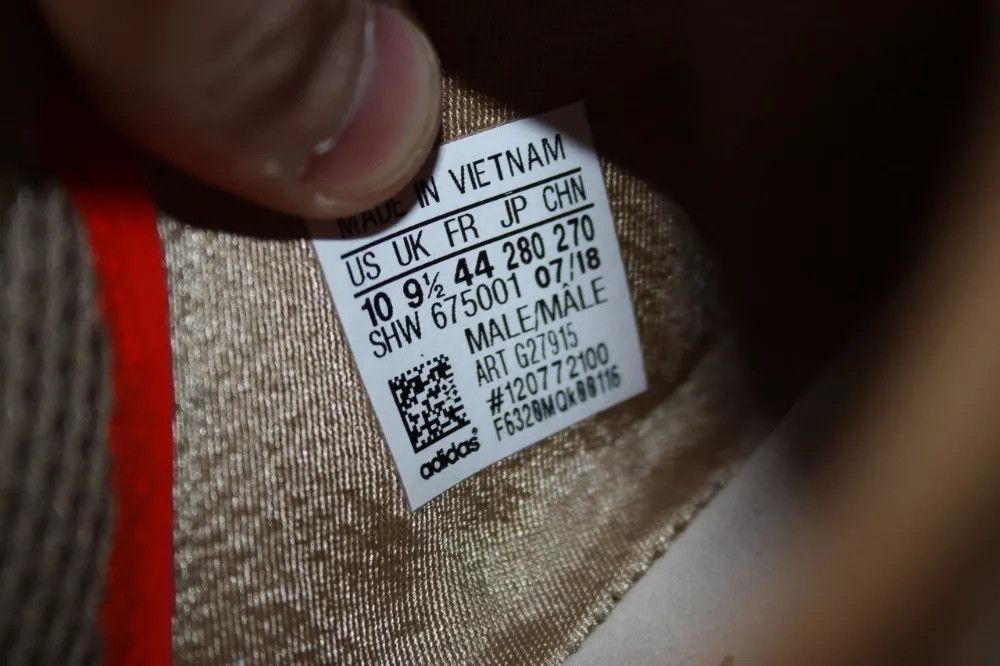 MADE IN VIETNAM
US UK FR JP CHN
10 9½ 44 280 270
SHW 675001 07/18
MALE/MÂLE
ART G27915
#120772100
F6320MQk00116
adidas